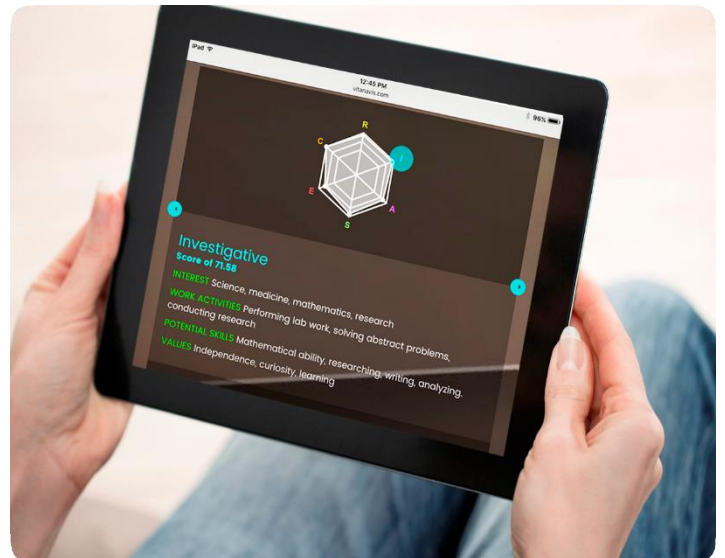 iPad
12:45 PM
vitanavis.com
96%
R
C
I
E
A
S
Investigative
Score of 71.58
INTEREST Science, medicine, mathematics, research
WORK ACTIVITIES Performing lab work, solving abstract problems,
conducting research
POTENTIAL SKILLS Mathematical ability, researching, writing, analyzing.
VALUES Independence, curiosity, learning